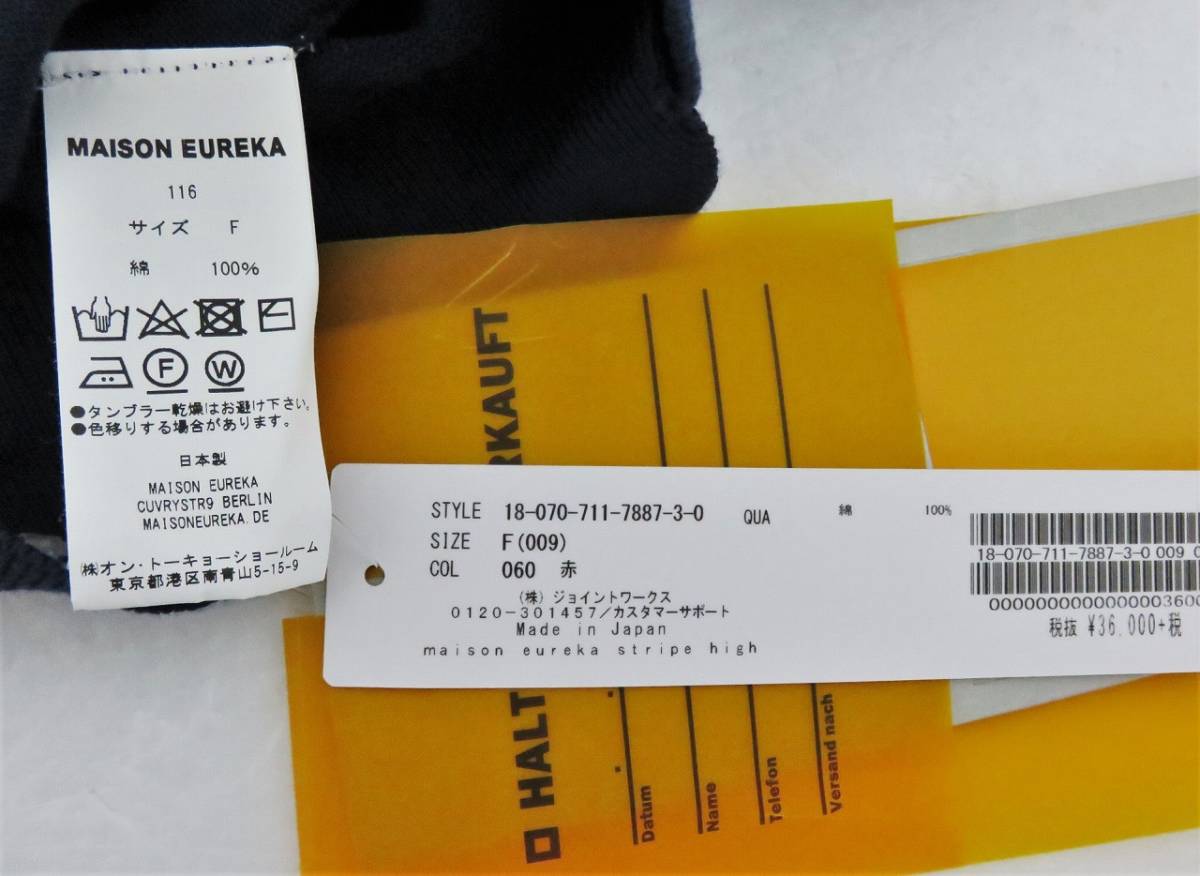 MAISON EUREKA
116
サイズ F
綿 100%
F W
●タンブラー乾燥はお避け下さい。
●色移りする場合があります。
日本製
MAISON EUREKA
CUVRYSTR9 BERLIN
MAISONEUREKA.DE
㈱オン・トーキョーショールーム
東京都港区南青山5-15-9
STYLE 18-070-711-7887-3-0 QUA 綿 100%
SIZE F(009)
COL 060 赤
(株) ジョイントワークス
0120-301457/カスタマーサポート
Made in Japan
maison eureka stripe high
18-070-711-7887-3-0 009 0
00000000000000003600
税抜 ¥36,000+税
RKAUFT
HALT
Datum
Name
Telefon
Versand nach